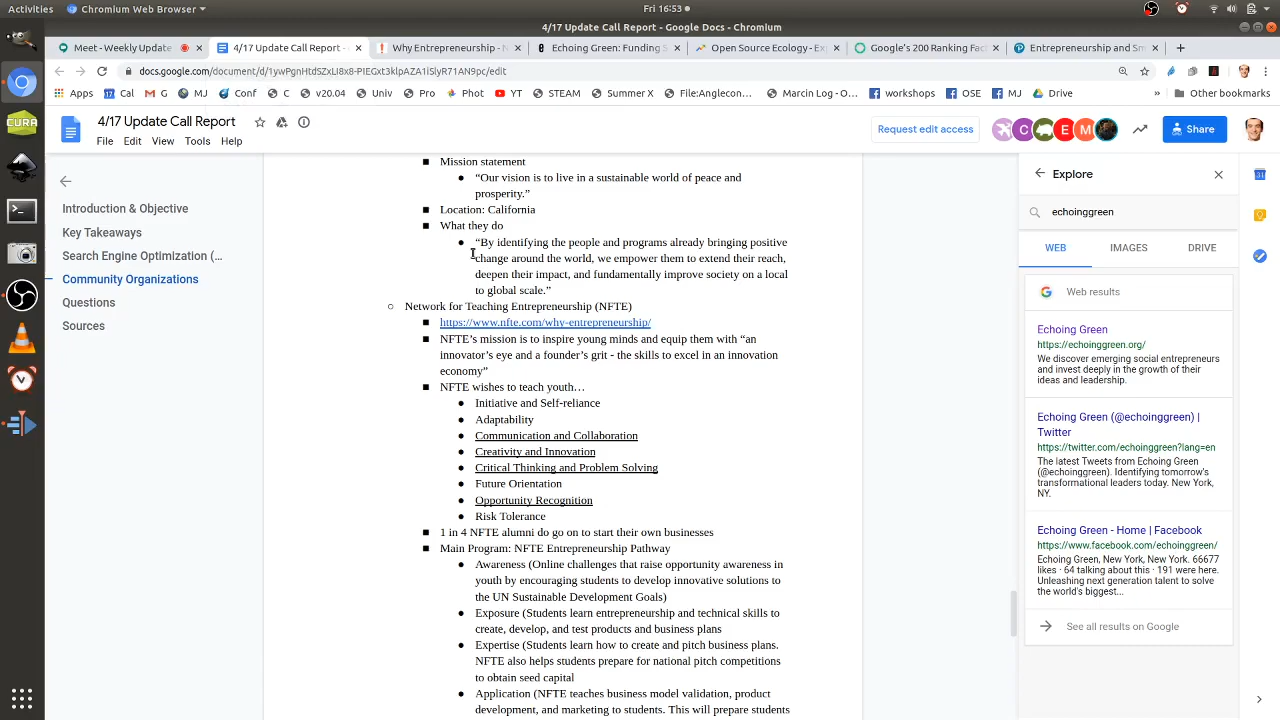 Activities
Chromium Web Browser
Fri 16:53
4/17 Update Call Report - Google Docs - Chromium
Meet - Weekly Update
4/17 Update Call Report -
Why Entrepreneurship - N
Echoing Green: Funding S
Open Source Ecology - Exp
Google's 200 Ranking Fact
Entrepreneurship and Sm
docs.google.com/document/d/1ywPgnHtdSZxLI8x8-PIEGxt3klpAZA1iSlyR71AN9pc/edit
Apps
Cal
G
MJ
Conf
C
v20.04
Univ
Pro
Phot
YT
STEAM
Summer X
File:Anglecon...
Marcin Log - O...
workshops
OSE
MJ
Drive
»
Other bookmarks
4/17 Update Call Report
File
Edit
View
Tools
Help
Request edit access
C
E
M
Share
Introduction & Objective
Key Takeaways
Search Engine Optimization (...
Community Organizations
Questions
Sources
Mission statement
“Our vision is to live in a sustainable world of peace and
prosperity.”
Location: California
What they do
“By identifying the people and programs already bringing positive
change around the world, we empower them to extend their reach,
deepen their impact, and fundamentally improve society on a local
to global scale.”
Network for Teaching Entrepreneurship (NFTE)
https://www.nfte.com/why-entrepreneurship/
NFTE’s mission is to inspire young minds and equip them with “an
innovator’s eye and a founder’s grit - the skills to excel in an innovation
economy”
NFTE wishes to teach youth…
Initiative and Self-reliance
Adaptability
Communication and Collaboration
Creativity and Innovation
Critical Thinking and Problem Solving
Future Orientation
Opportunity Recognition
Risk Tolerance
1 in 4 NFTE alumni do go on to start their own businesses
Main Program: NFTE Entrepreneurship Pathway
Awareness (Online challenges that raise opportunity awareness in
youth by encouraging students to develop innovative solutions to
the UN Sustainable Development Goals)
Exposure (Students learn entrepreneurship and technical skills to
create, develop, and test products and business plans
Expertise (Students learn how to create and pitch business plans.
NFTE also helps students prepare for national pitch competitions
to obtain seed capital
Application (NFTE teaches business model validation, product
development, and marketing to students. This will prepare students
Explore
echoinggreen
WEB
IMAGES
DRIVE
Web results
Echoing Green
https://echoinggreen.org/
We discover emerging social entrepreneurs
and invest deeply in the growth of their
ideas and leadership.
Echoing Green (@echoinggreen) |
Twitter
https://twitter.com/echoinggreen?lang=en
The latest Tweets from Echoing Green
(@echoinggreen). Identifying tomorrow's
transformational leaders today. New York,
NY.
Echoing Green - Home | Facebook
https://www.facebook.com/echoinggreen/
Echoing Green, New York, New York. 66677
likes · 64 talking about this · 191 were here.
Unleashing next generation talent to solve
the world's biggest...
See all results on Google
CURA
31